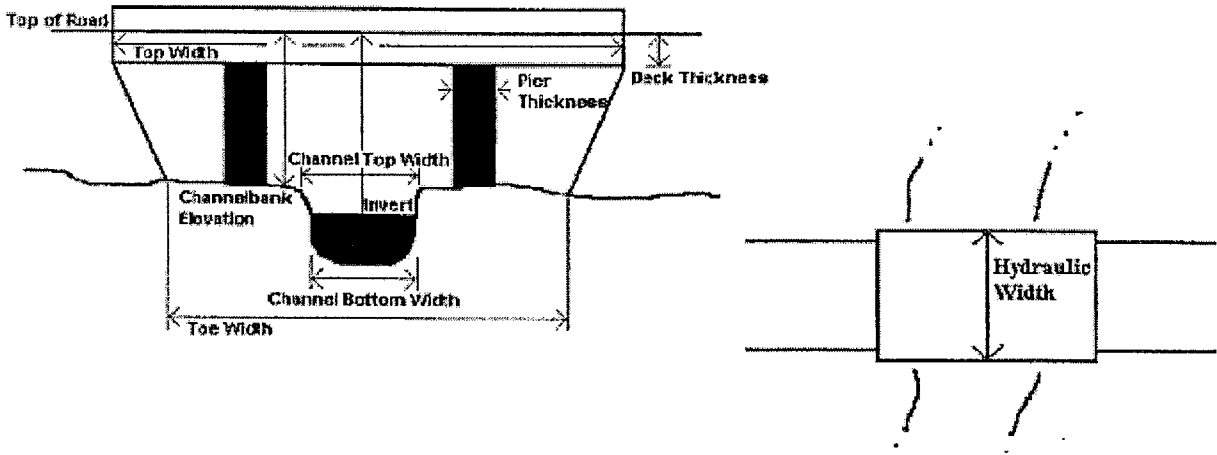 Top of Road
Top Width
Pier
Thickness
Deck Thickness
Channel Top Width
Channelbank
Elevation
Invert
Channel Bottom Width
Toe Width
Hydraulic
Width